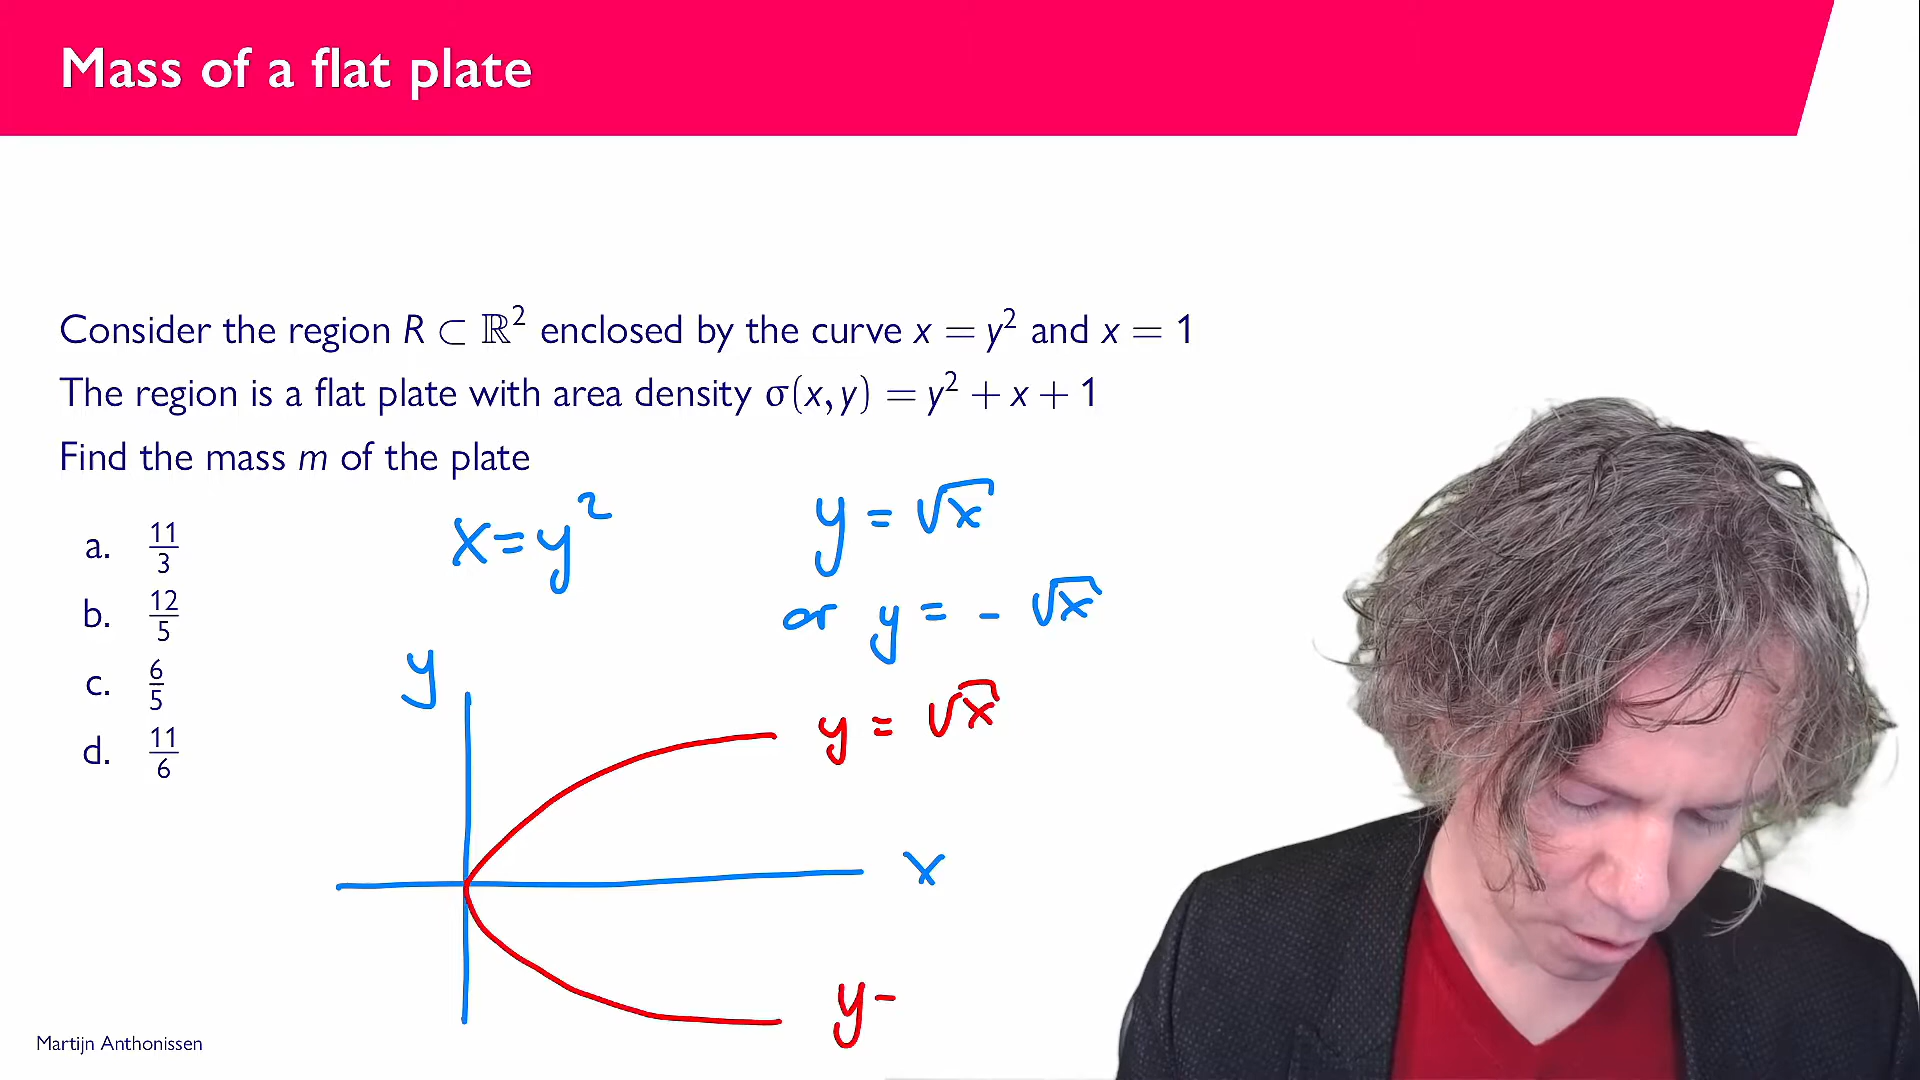 Mass of a flat plate
Consider the region R ⊂ ℝ² enclosed by the curve x = y² and x = 1
The region is a flat plate with area density σ(x, y) = y² + x + 1
Find the mass m of the plate
a. 11/3
b. 12/5
c. 6/5
d. 11/6
x = y²
y = √x
or y = - √x
y
y = √x
x
y -
Martijn Anthonissen